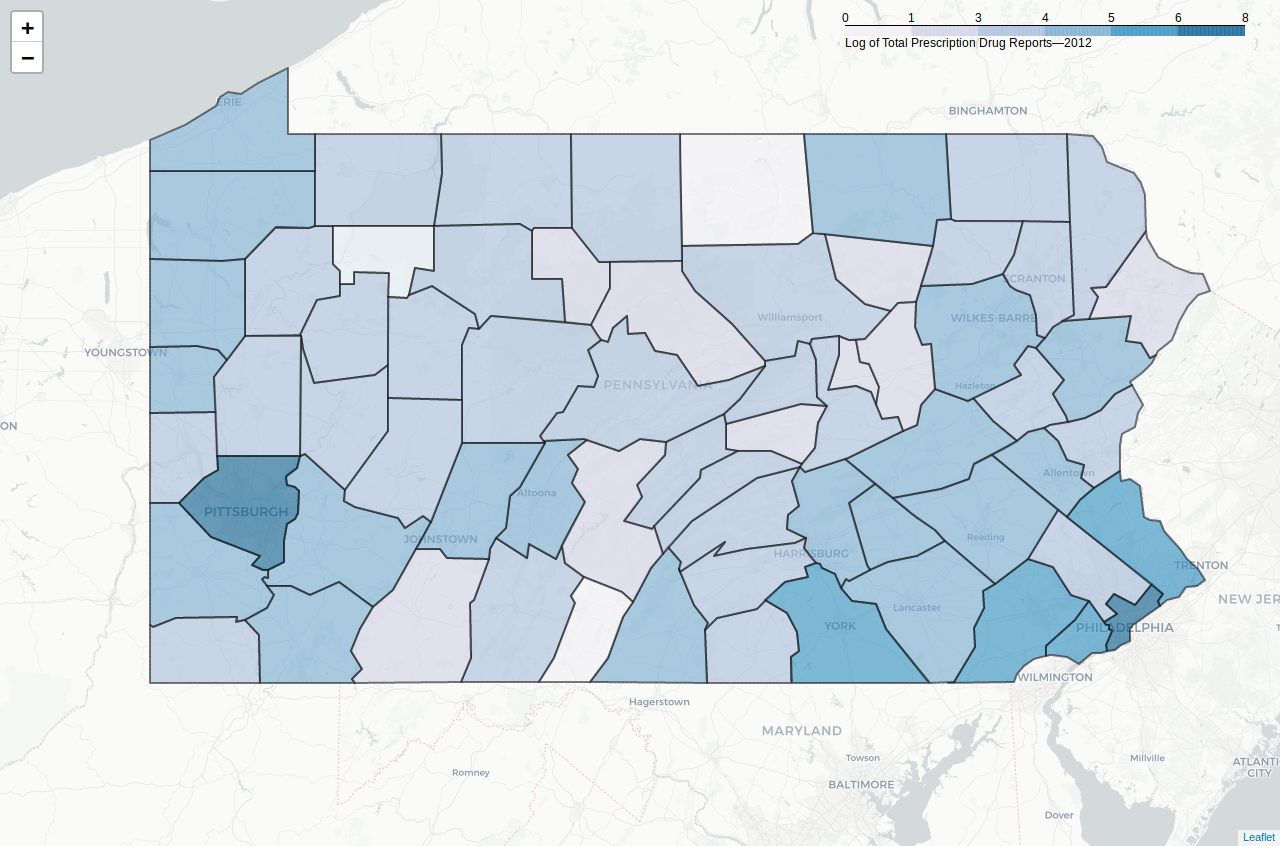 +
−
0 1 3 4 5 6 8
Log of Total Prescription Drug Reports—2012
ERIE
BINGHAMTON
SCRANTON
Williamsport
WILKES-BARRE
YOUNGSTOWN
PENNSYLVANIA
Hazleton
ON
Allentown
Altoona
PITTSBURGH
JOHNSTOWN
Reading
HARRISBURG
TRENTON
NEW JER
Lancaster
YORK
PHILADELPHIA
WILMINGTON
Hagerstown
MARYLAND
Towson
Millville
ATLANTI
CITY
Romney
BALTIMORE
Dover
Leaflet